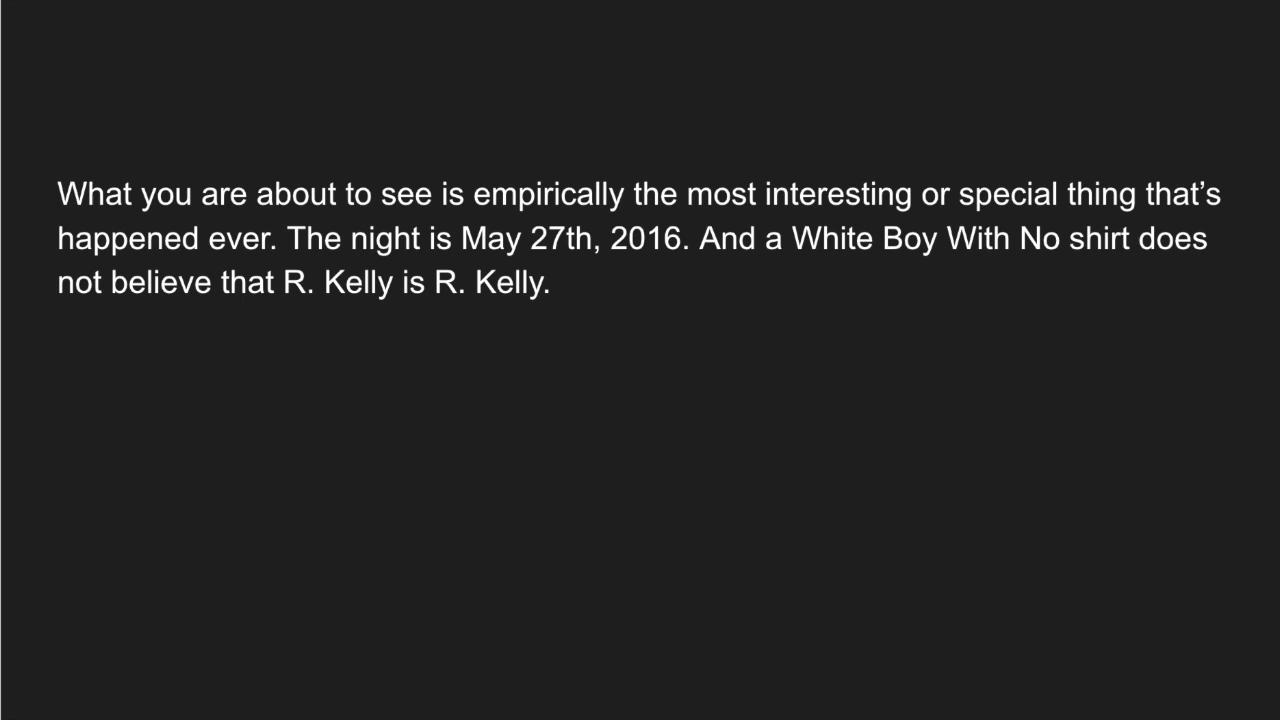 What you are about to see is empirically the most interesting or special thing that’s
happened ever. The night is May 27th, 2016. And a White Boy With No shirt does
not believe that R. Kelly is R. Kelly.